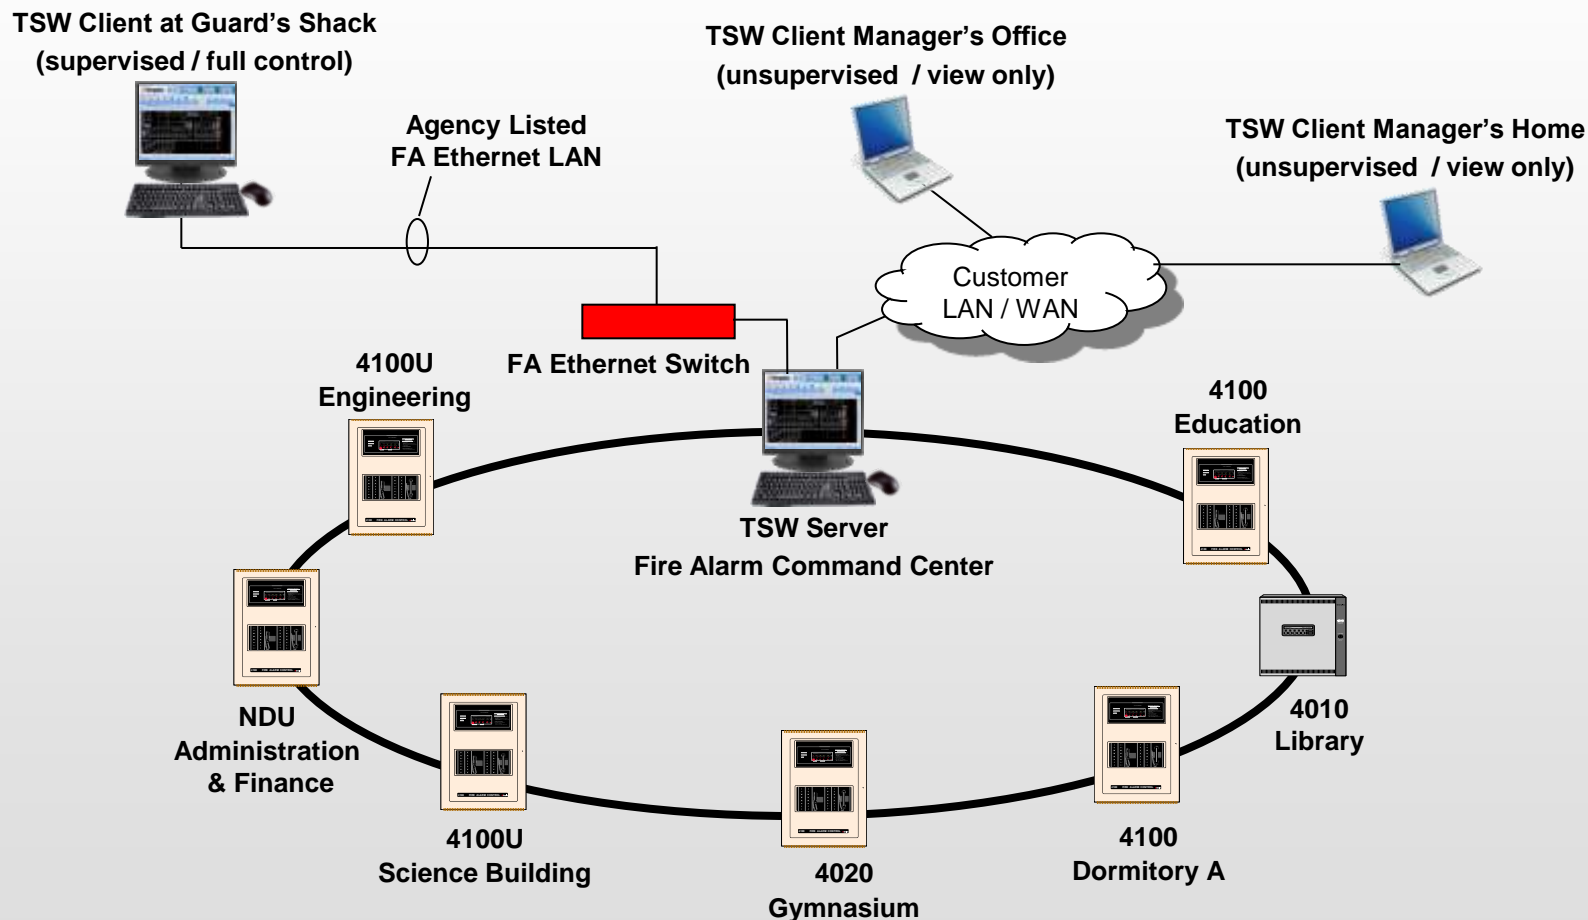 TSW Client at Guard’s Shack
(supervised / full control)
TSW Client Manager’s Office
(unsupervised / view only)
TSW Client Manager’s Home
(unsupervised / view only)
Agency Listed
FA Ethernet LAN
Customer
LAN / WAN
FA Ethernet Switch
4100U
Engineering
4100
Education
TSW Server
Fire Alarm Command Center
NDU
Administration
& Finance
4010
Library
4100U
Science Building
4020
Gymnasium
4100
Dormitory A